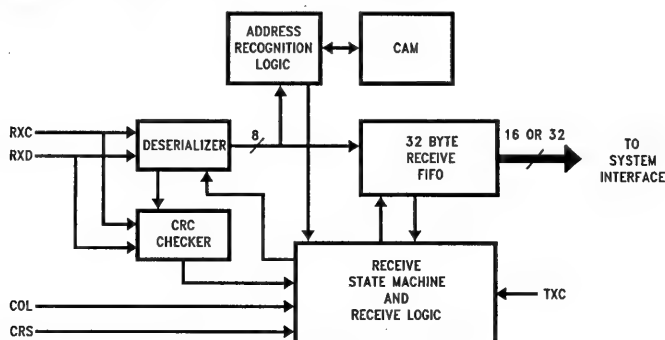 ADDRESS
RECOGNITION
LOGIC
CAM
RXC
RXD
DESERIALIZER
8
32 BYTE
RECEIVE
FIFO
16 OR 32
TO
SYSTEM
INTERFACE
CRC
CHECKER
RECEIVE
STATE MACHINE
AND
RECEIVE LOGIC
TXC
COL
CRS